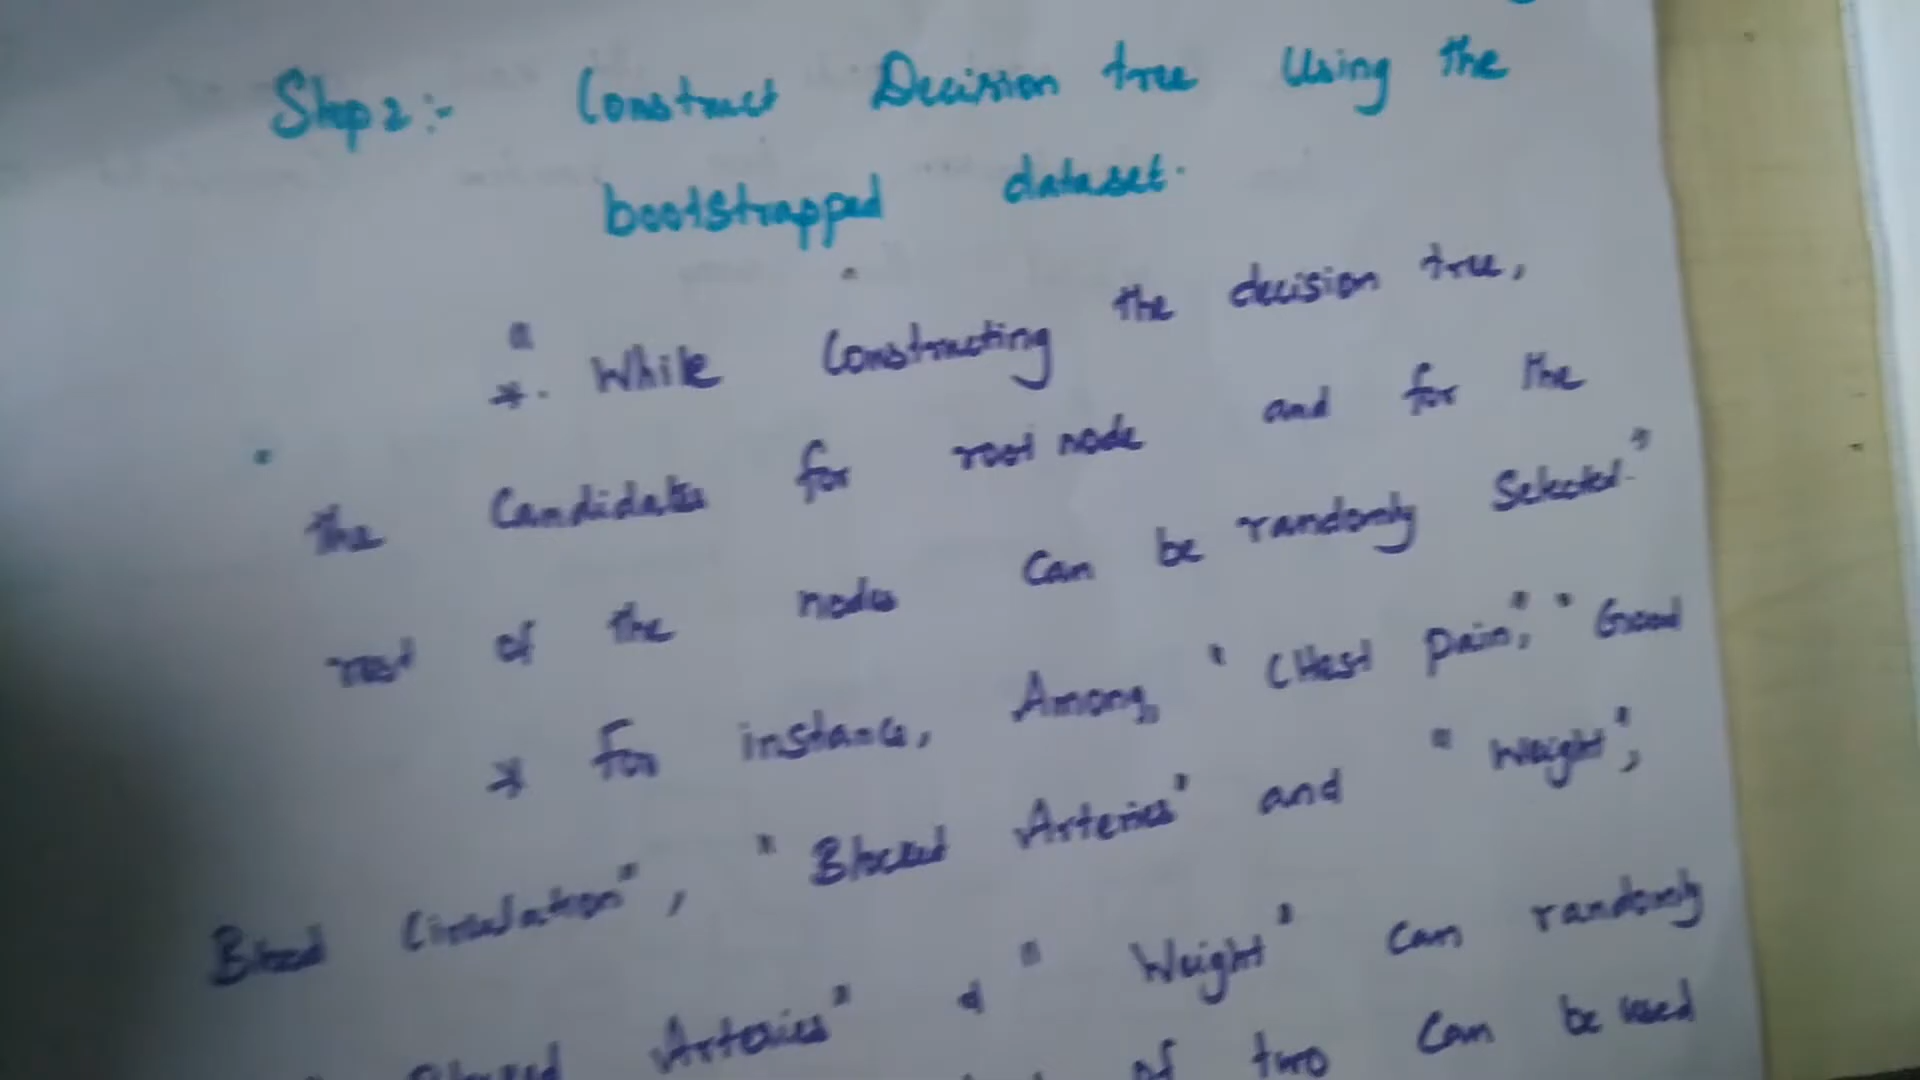 Step 2:- Construct Decision tree Using the
bootstrapped dataset.
" *. While Constructing the decision tree,
the Candidates for root node and for the
rest of the nodes can be randomly Selected."
* For instance, Among, "CHest pain," "Good
Blood Circulation", "Blocked Arteries" and "Weight",
Blocked Arteries" & "Weight" can randomly
of two can be used